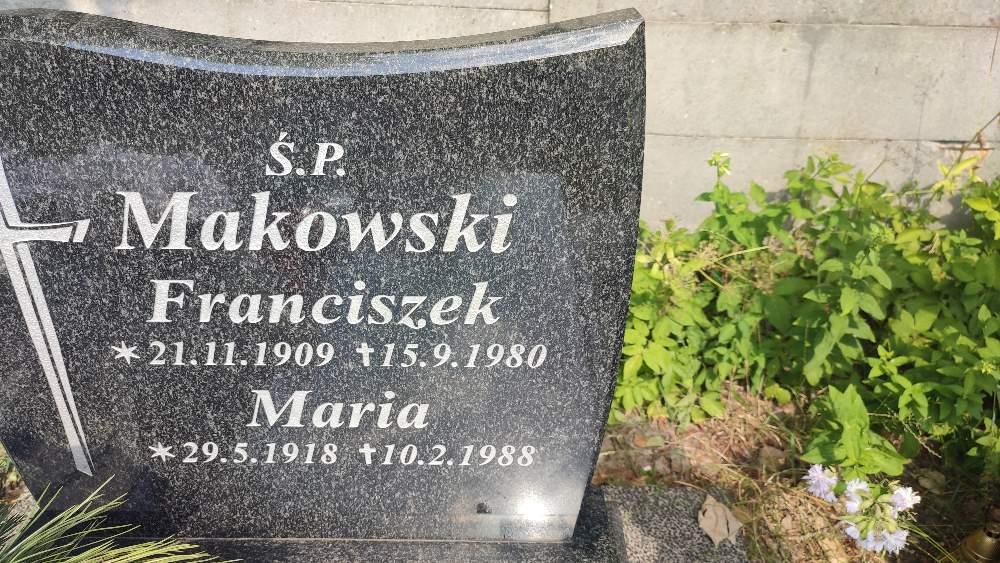 Ś.P.
Makowski
Franciszek
*21.11.1909 †15.9.1980
Maria
*29.5.1918 †10.2.1988